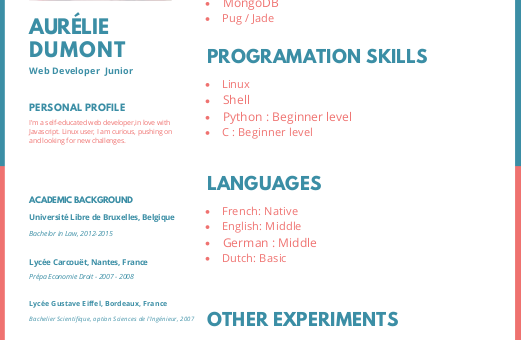 AURÉLIE
DUMONT
Web Developer Junior
PERSONAL PROFILE
I'm a self-educated web developer,in love with
Javascript. Linux user, I am curious, pushing on
and looking for new challenges.
ACADEMIC BACKGROUND
Université Libre de Bruxelles, Belgique
Bachelor in Law, 2012-2015
Lycée Carcouët, Nantes, France
Prépa Economie Droit - 2007 - 2008
Lycée Gustave Eiffel, Bordeaux, France
Bachelier Scientifique, option Sciences de l'Ingénieur, 2007
MongoDB
Pug / Jade
PROGRAMATION SKILLS
Linux
Shell
Python : Beginner level
C : Beginner level
LANGUAGES
French: Native
English: Middle
German : Middle
Dutch: Basic
OTHER EXPERIMENTS